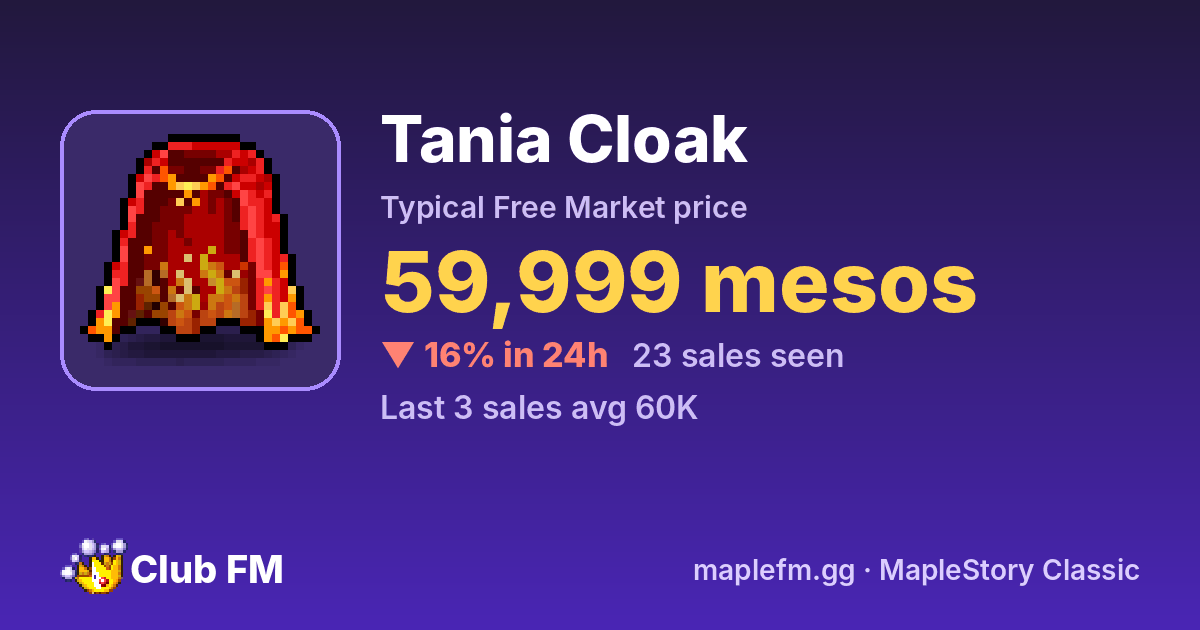 Tania Cloak
Typical Free Market price
59,999 mesos
▼ 16% in 24h 23 sales seen
Last 3 sales avg 60K
Club FM
maplefm.gg · MapleStory Classic